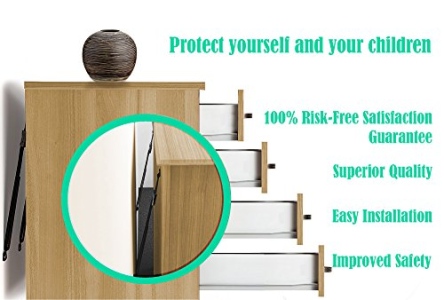 Protect yourself and your children
100% Risk-Free Satisfaction
Guarantee
Superior Quality
Easy Installation
Improved Safety